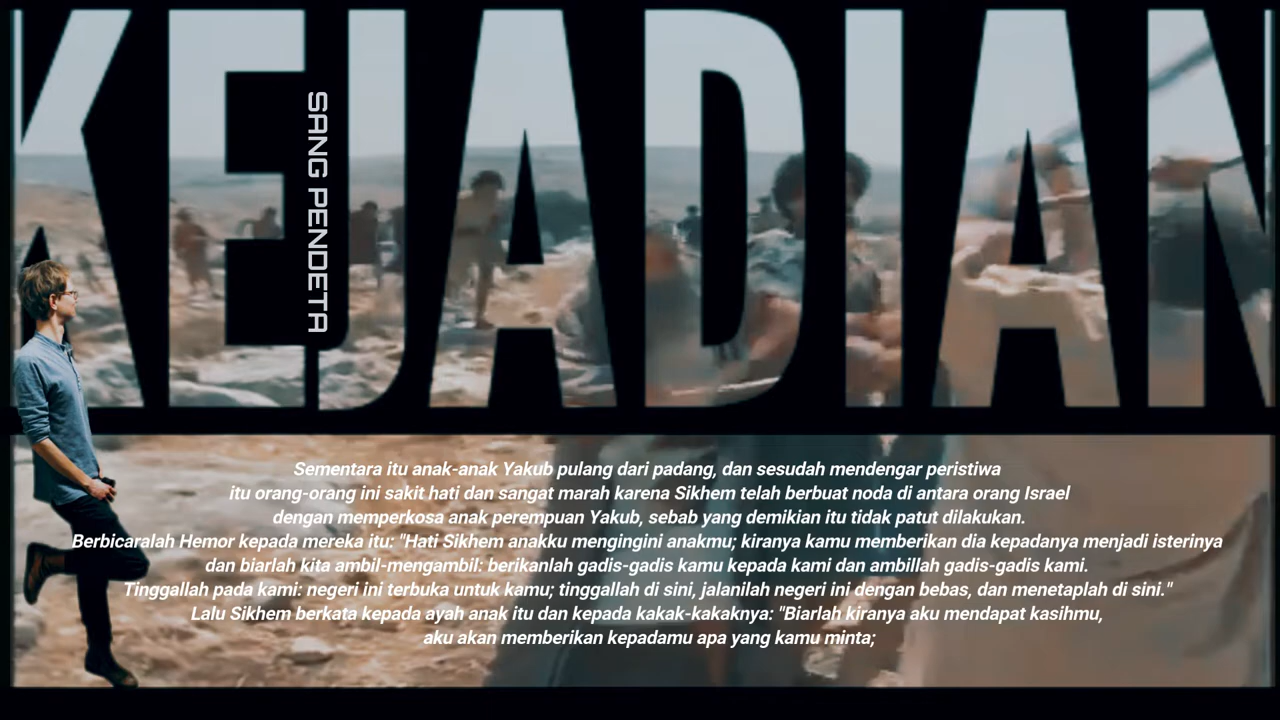 KEJADIAN
SANG PENDETA
Sementara itu anak-anak Yakub pulang dari padang, dan sesudah mendengar peristiwa
itu orang-orang ini sakit hati dan sangat marah karena Sikhem telah berbuat noda di antara orang Israel
dengan memperkosa anak perempuan Yakub, sebab yang demikian itu tidak patut dilakukan.
Berbicaralah Hemor kepada mereka itu: "Hati Sikhem anakku mengingini anakmu; kiranya kamu memberikan dia kepadanya menjadi isterinya
dan biarlah kita ambil-mengambil: berikanlah gadis-gadis kamu kepada kami dan ambillah gadis-gadis kami.
Tinggallah pada kami: negeri ini terbuka untuk kamu; tinggallah di sini, jalanilah negeri ini dengan bebas, dan menetaplah di sini."
Lalu Sikhem berkata kepada ayah anak itu dan kepada kakak-kakaknya: "Biarlah kiranya aku mendapat kasihmu,
aku akan memberikan kepadamu apa yang kamu minta;